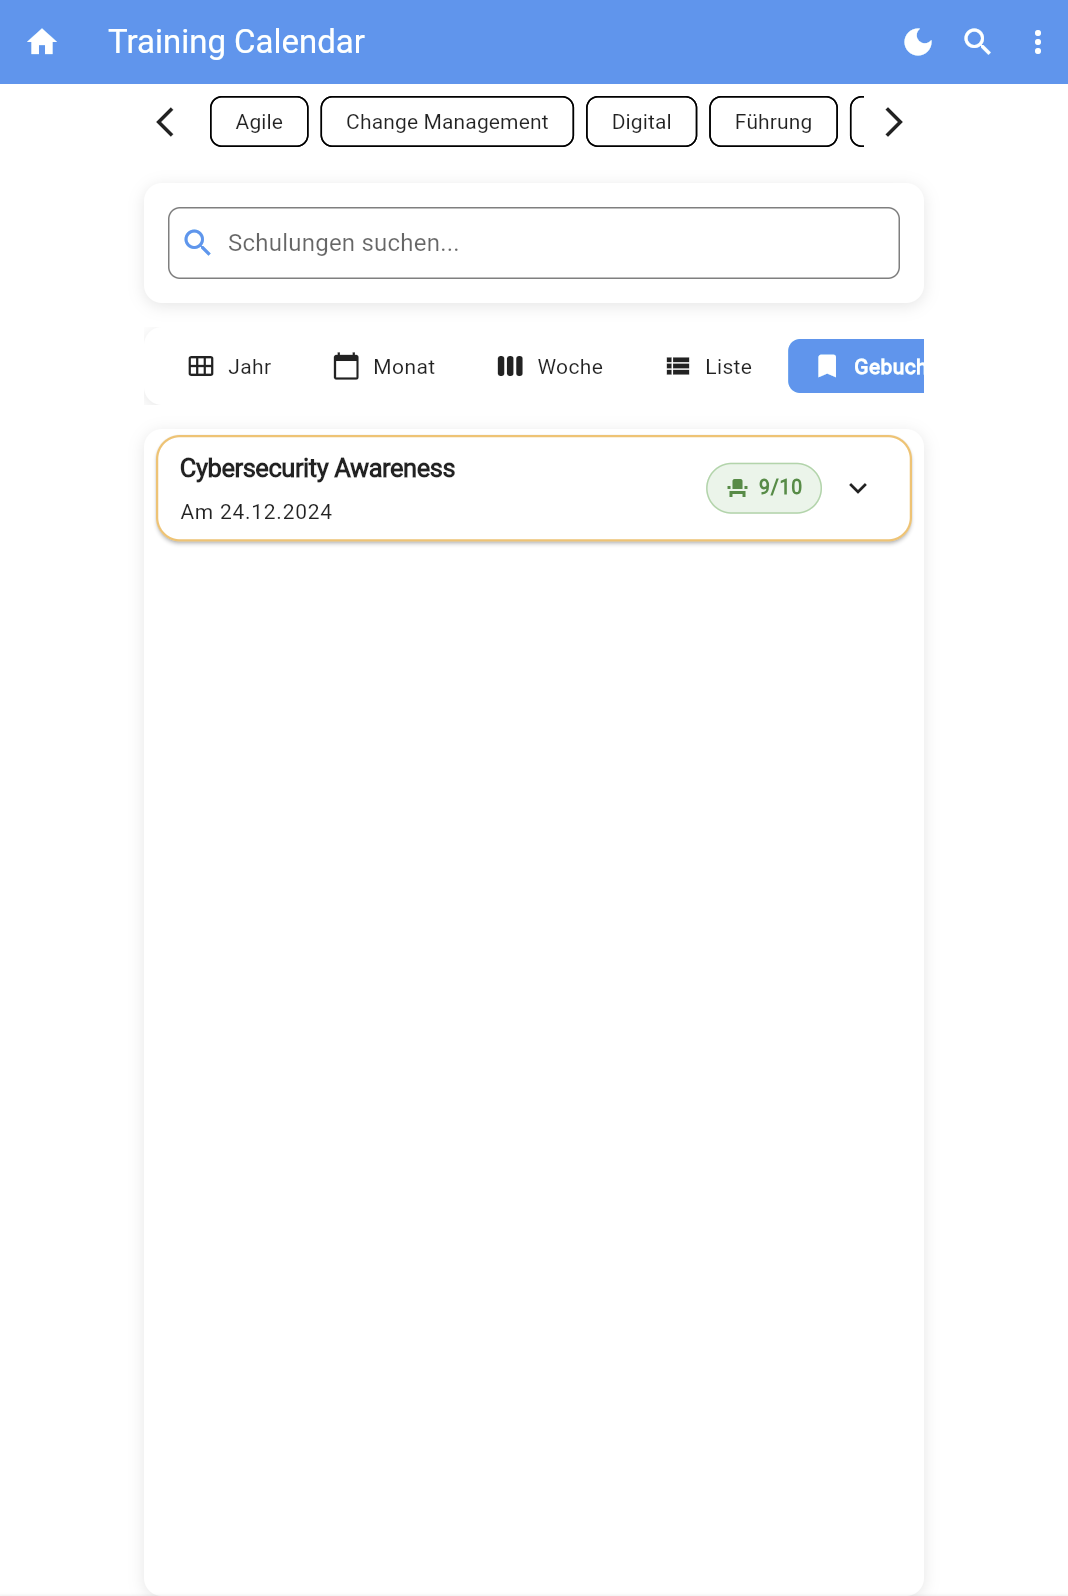 Training Calendar
Agile
Change Management
Digital
Führung
Schulungen suchen...
Jahr
Monat
Woche
Liste
Gebuch
Cybersecurity Awareness
9/10
Am 24.12.2024